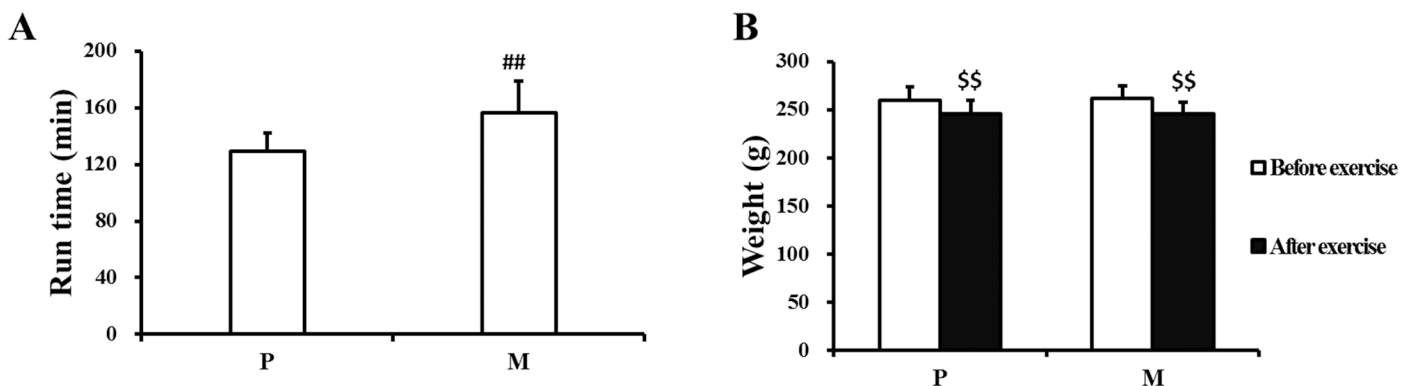 A
Run time (min)
200
160
120
80
40
0
##
P
M
B
Weight (g)
300
250
200
150
100
50
0
$$
$$
P
M
Before exercise
After exercise